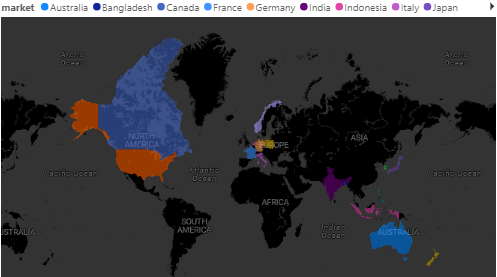 market Australia Bangladesh Canada France Germany India Indonesia Italy Japan
Arctic Ocean
Arctic Ocean
NORTH AMERICA
EUROPE
ASIA
Pacific Ocean
Atlantic Ocean
Pacific Ocean
AFRICA
SOUTH AMERICA
Indian Ocean
USTRALIA
AUSTRALIA